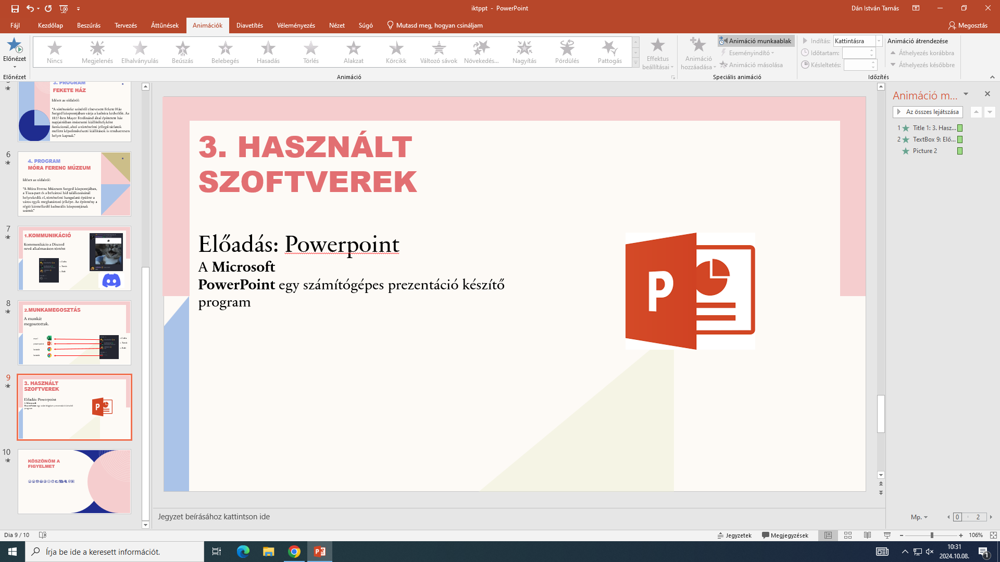 iktppt - PowerPoint
Dán István Tamás
Fájl
Kezdőlap
Beszúrás
Tervezés
Áttűnések
Animációk
Diavetítés
Véleményezés
Nézet
Súgó
Mutasd meg, hogyan csináljam
Megosztás
Előnézet
Nincs
Megjelenés
Elhalványulás
Beúszás
Belebegés
Hasadás
Törlés
Alakzat
Körcikk
Változó sávok
Növekedés...
Nagyítás
Pördülés
Pattogás
Effektus
beállításai
Animáció
hozzáadása
Animáció munkaablak
Eseményindító
Animáció másolása
Indítás: Kattintásra
Időtartam:
Késleltetés:
Animáció átrendezése
Áthelyezés korábbra
Áthelyezés későbbre
Előnézet
Animáció
Speciális animáció
Időzítés
3. PROGRAM
FEKETE HÁZ
Idézet az oldalról:
"A sötétszürke színéről elnevezett Fekete Ház
Szeged központjában várja a kultúra kedvelőit. Az
1857-ben Mayer Ferdinánd által építetett ház
napjainkban múzeumi kiállítóhelyként
funkcionál, ahol a történelmi jellegű tárlatok
mellett képzőművészeti kiállítások is rendszeresen
helyet kapnak."
6
4. PROGRAM
MÓRA FERENC MÚZEUM
Idézet az oldalról:
"A Móra Ferenc Múzeum Szeged központjában,
a Tisza-part és a belvárosi híd találkozásánál
helyezkedik el, történelmi hangulatú épülete a
város egyik meghatározó jelképe. Az építmény a
régió kiemelkedő kulturális központjának
számít."
7
1.KOMMUNIKÁCIÓ
Kommunikáció a Discord
nevű alkalmazáson történt
8
2.MUNKAMEGOSZTÁS
A munkát
megosztottuk.
9
3. HASZNÁLT
SZOFTVEREK
Előadás: Powerpoint
A Microsoft
PowerPoint egy számítógépes prezentáció készítő
program
10
KÖSZÖNÖM A
FIGYELMET
3. HASZNÁLT
SZOFTVEREK
Előadás: Powerpoint
A Microsoft
PowerPoint egy számítógépes prezentáció készítő
program
P
Animáció m...
Az összes lejátszása
1 Title 1: 3. Hasz...
2 TextBox 9: Elő...
Picture 2
Mp.
0 2
Jegyzet beírásához kattintson ide
Dia 9 / 10
Jegyzetek
Megjegyzések
106%
Írja be ide a keresett információt.
10:31
2024.10.08.
1